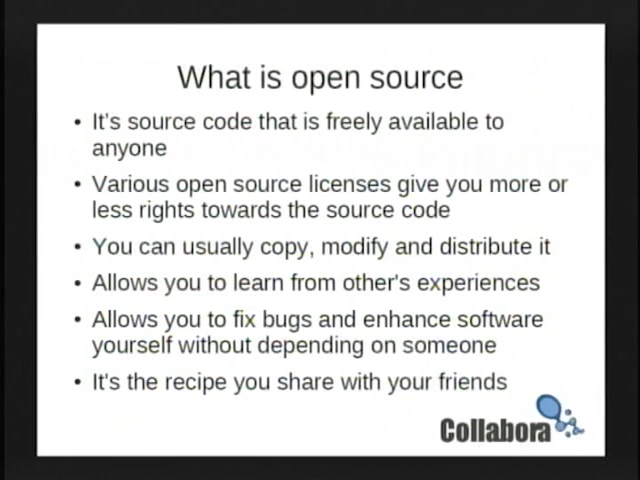 What is open source
• It's source code that is freely available to
anyone
• Various open source licenses give you more or
less rights towards the source code
• You can usually copy, modify and distribute it
• Allows you to learn from other's experiences
• Allows you to fix bugs and enhance software
yourself without depending on someone
• It's the recipe you share with your friends
Collabora